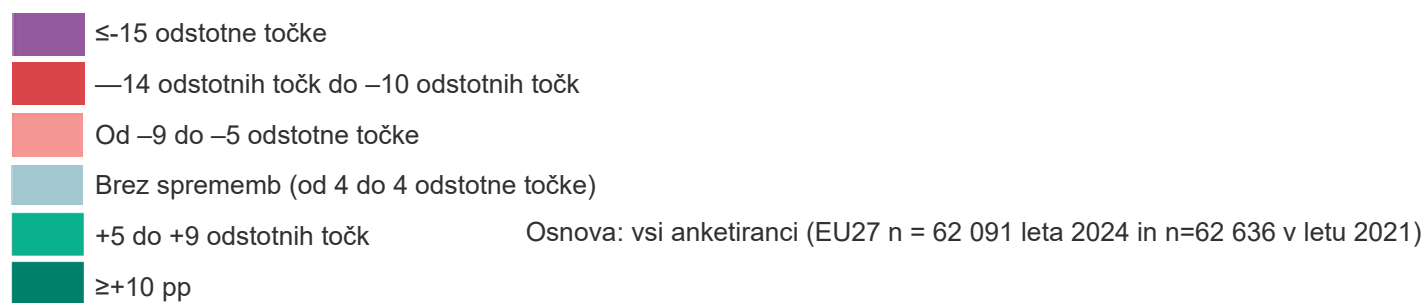 ≤-15 odstotne točke
—14 odstotnih točk do –10 odstotnih točk
Od –9 do –5 odstotne točke
Brez sprememb (od 4 do 4 odstotne točke)
+5 do +9 odstotnih točk
Osnova: vsi anketiranci (EU27 n = 62 091 leta 2024 in n=62 636 v letu 2021)
≥+10 pp